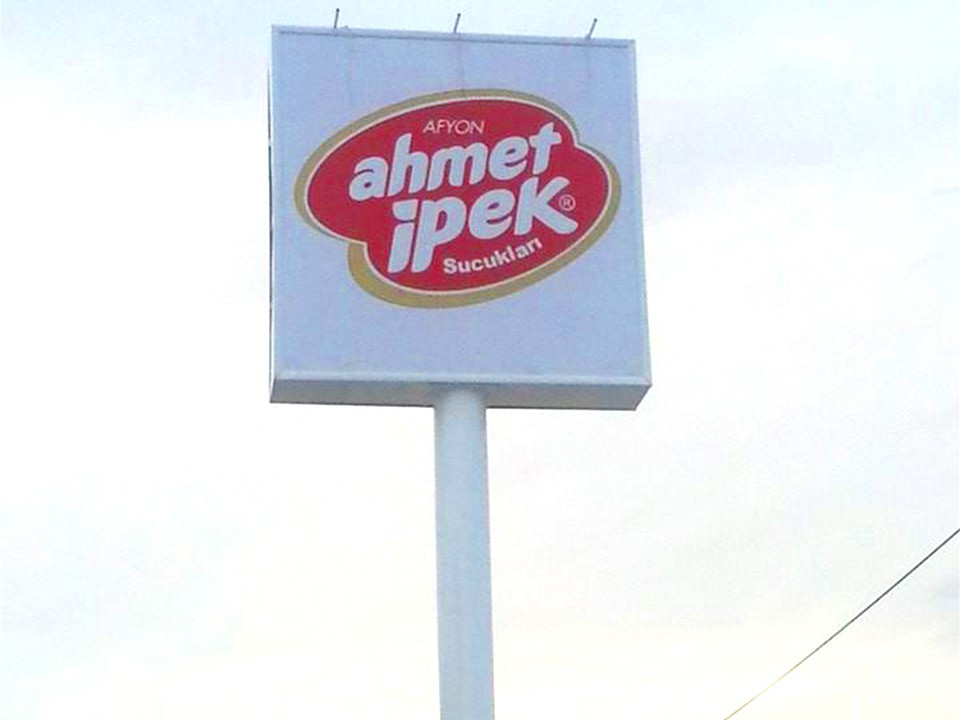 AFYON
ahmet
ipek®
Sucukları